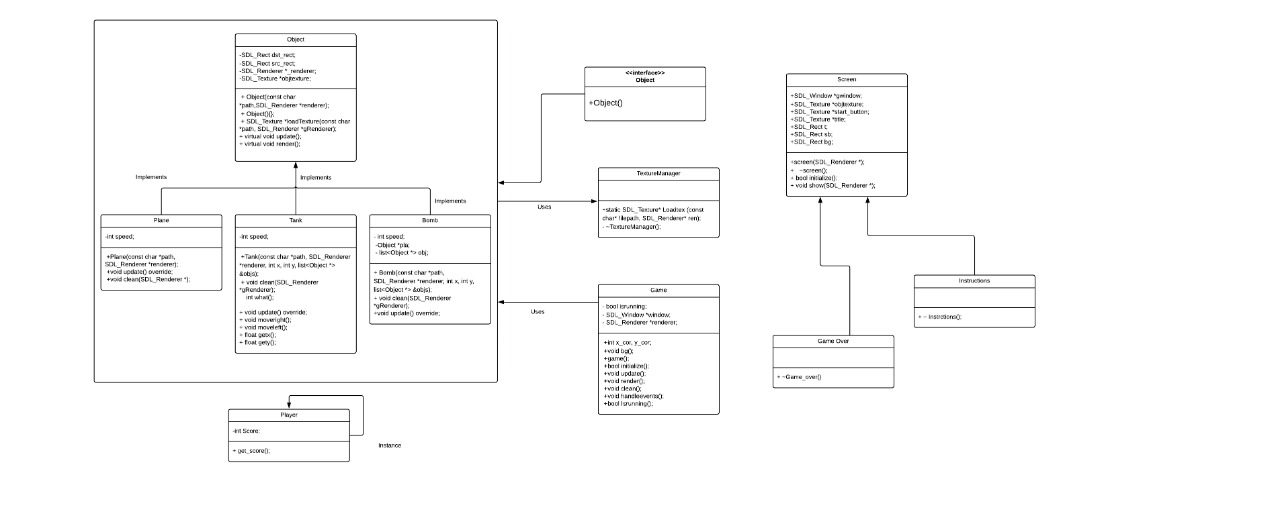 Object
-SDL_Rect dst_rect;
-SDL_Rect src_rect;
-SDL_Renderer *_renderer;
-SDL_Texture *objtexture;
+ Object(const char
*path,SDL_Renderer *renderer);
+ Object(){};
+ SDL_Texture *loadTexture(const char
*path, SDL_Renderer *gRenderer);
+ virtual void update();
+ virtual void render();
Implements
Implements
Implements
Plane
-int speed;
+Plane(const char *path,
SDL_Renderer *renderer);
+void update() override;
+void clean(SDL_Renderer *);
Tank
-int speed;
+Tank(const char *path, SDL_Renderer
*renderer, int x, int y, list<Object *>
&objs);
+ void clean(SDL_Renderer
*gRenderer);
int what();
+ void update() override;
+ void moveright();
+ void moveleft();
+ float getx();
+ float gety();
Bomb
- int speed;
-Object *pla;
- list<Object *> obj;
+ Bomb(const char *path,
SDL_Renderer *renderer, int x, int y,
list<Object *> &objs);
+ void clean(SDL_Renderer
*gRenderer);
+void update() override;
Player
-int Score;
+ get_score();
Instance
<<interface>>
Object
+Object()
TextureManager
+static SDL_Texture* Loadtex (const
char* filepath, SDL_Renderer* ren);
- ~TextureManager();
Uses
Game
- bool isrunning;
- SDL_Window *window;
- SDL_Renderer *renderer;
+int x_cor, y_cor;
+void bg();
+game();
+bool initialize();
+void update();
+void render();
+void clean();
+void handleevents();
+bool isrunning();
Uses
Screen
+SDL_Window *gwindow;
+SDL_Texture *objtexture;
+SDL_Texture *start_button;
+SDL_Texture *title;
+SDL_Rect t;
+SDL_Rect sb;
+SDL_Rect bg;
+screen(SDL_Renderer *);
+ ~screen();
+ bool initialize();
+ void show(SDL_Renderer *);
Instructions
+ ~ Instrctions();
Game Over
+ ~Game_over()